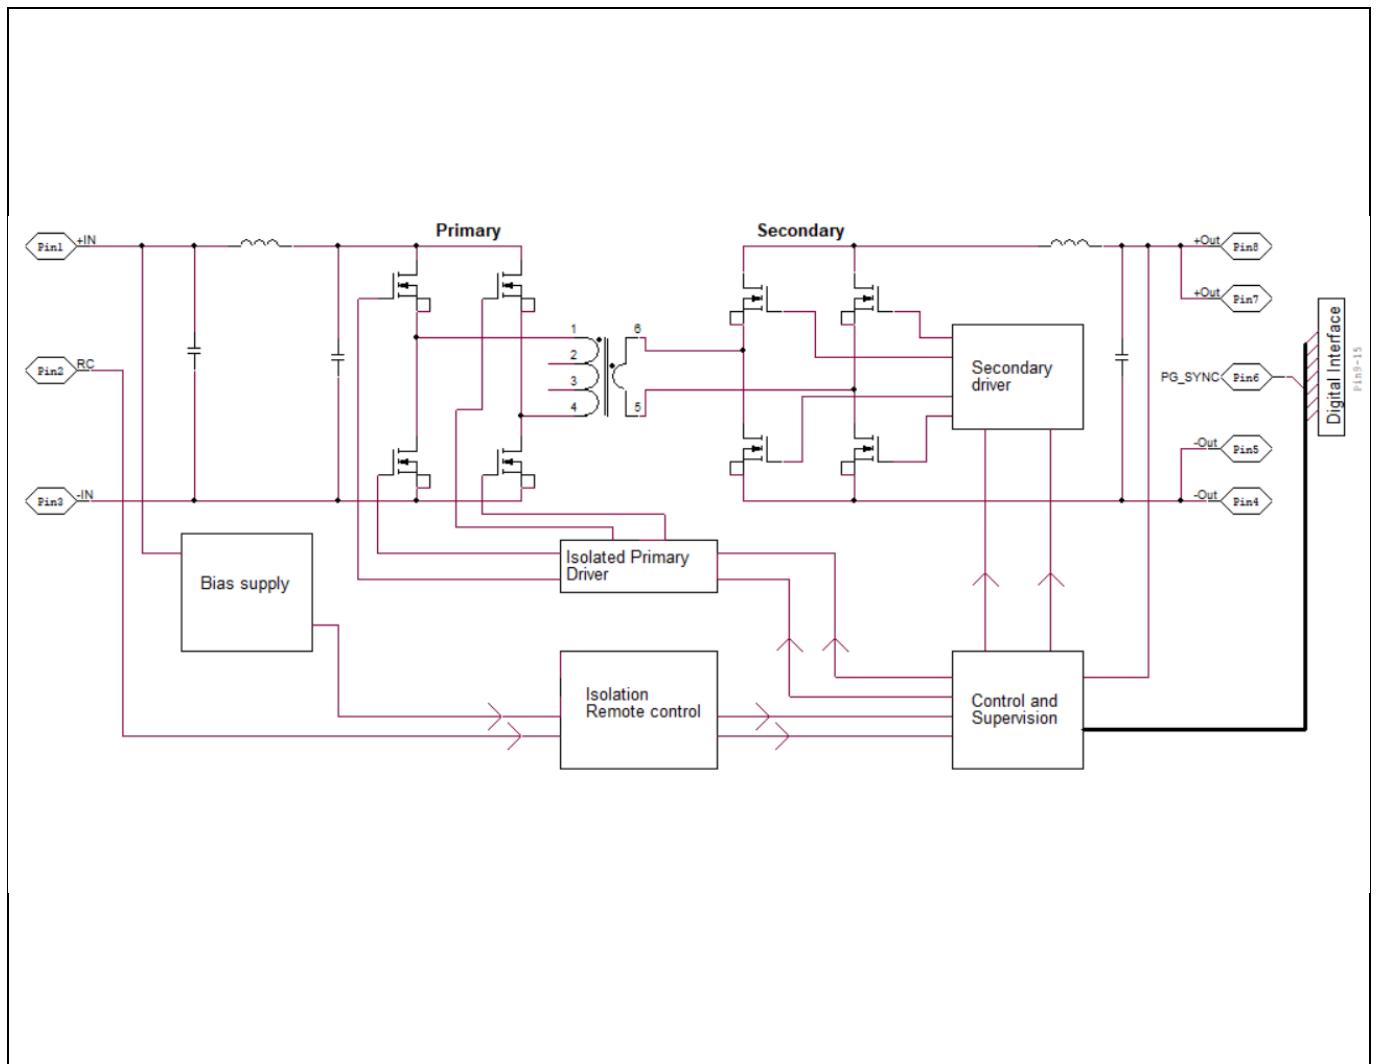 Primary
Secondary
Pin1
+IN
+Out
Pin8
+Out
Pin7
1
6
2
3
4
5
Pin2
RC
Secondary
driver
PG_SYNC
Pin6
Digital Interface
Pin9-15
-Out
Pin5
Pin3
-IN
-Out
Pin4
Bias supply
Isolated Primary
Driver
Isolation
Remote control
Control and
Supervision